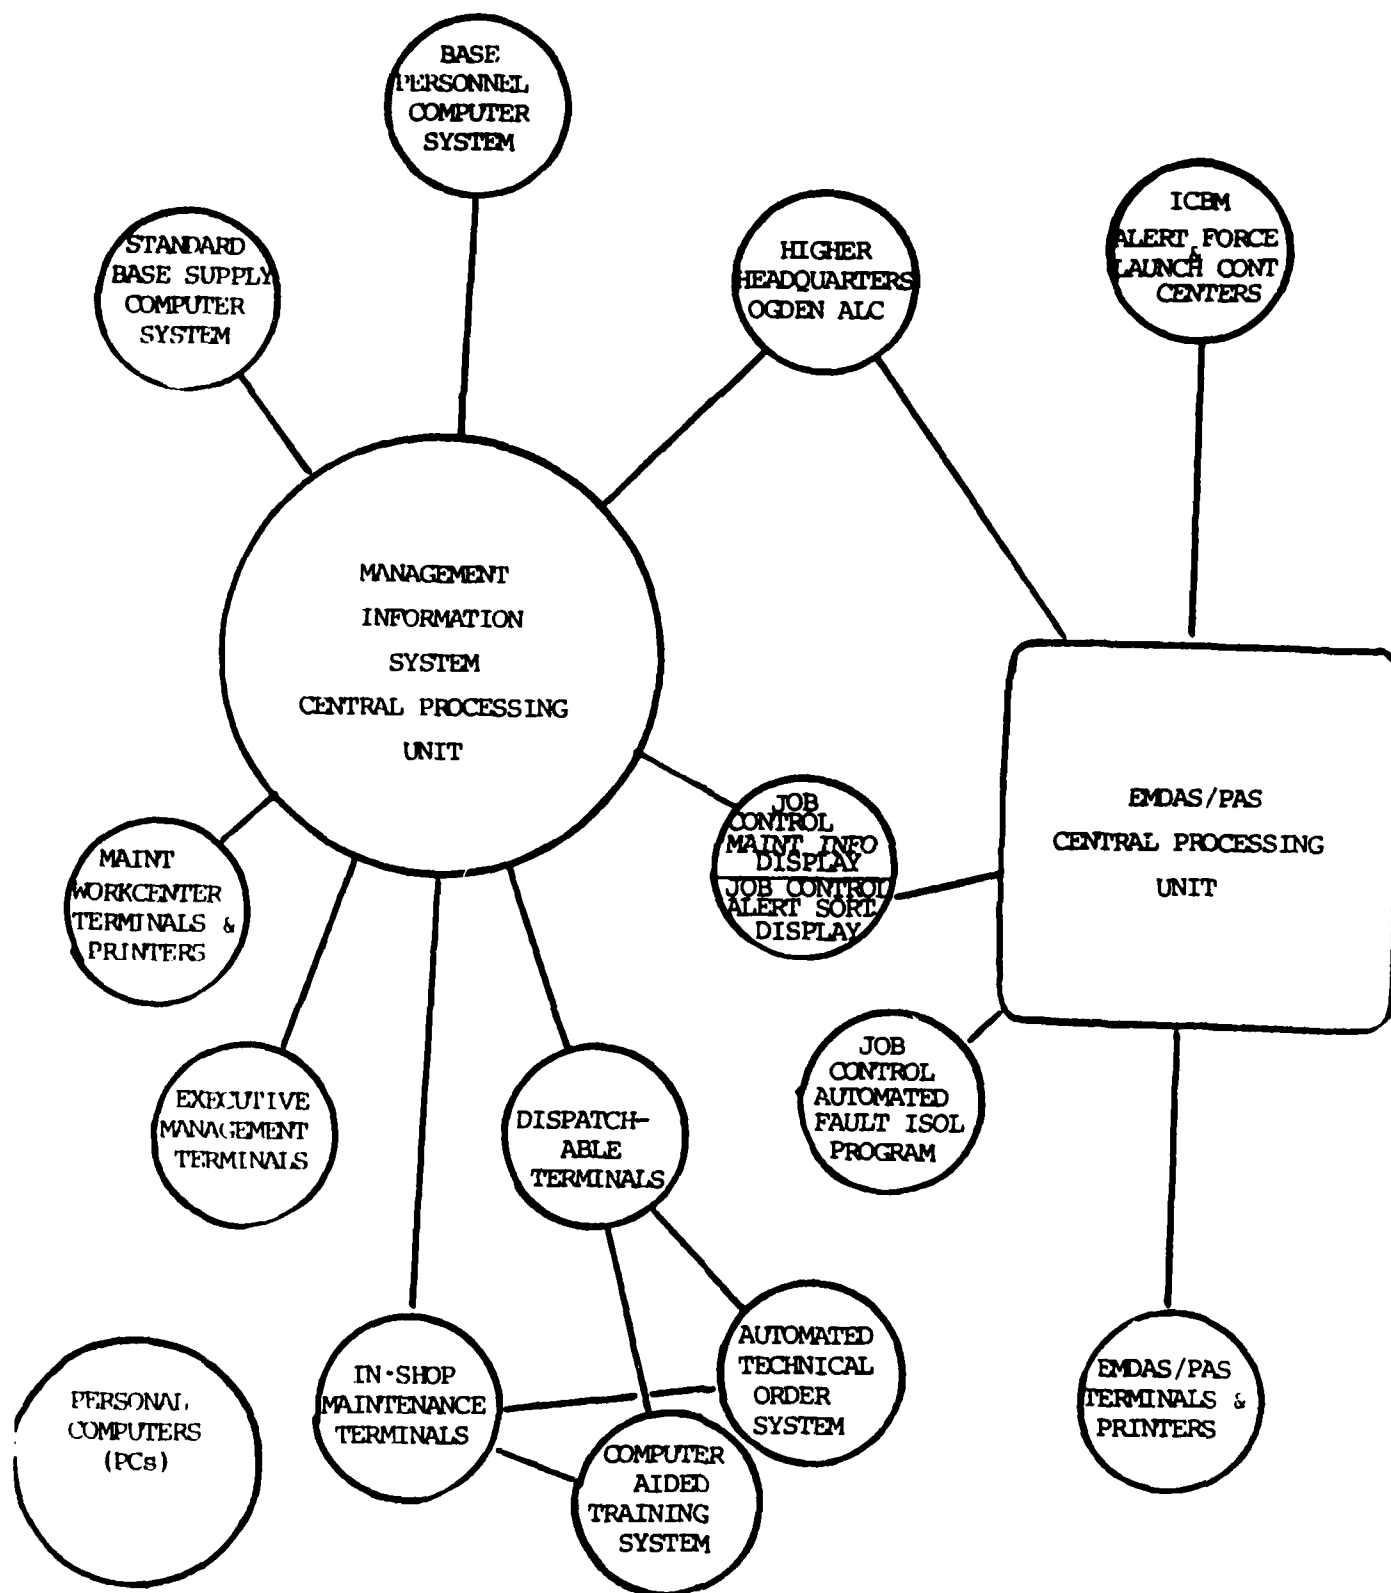 BASE
PERSONNEL
COMPUTER
SYSTEM
STANDARD
BASE SUPPLY
COMPUTER
SYSTEM
HIGHER
HEADQUARTERS
OGDEN ALC
ICBM
ALERT FORCE
&
LAUNCH CONT
CENTERS
MANAGEMENT
INFORMATION
SYSTEM
CENTRAL PROCESSING
UNIT
JOB
CONTROL
MAINT INFO
DISPLAY
JOB CONTROL
ALERT SORT.
DISPLAY
EMDAS/PAS
CENTRAL PROCESSING
UNIT
MAINT
WORKCENTER
TERMINALS &
PRINTERS
EXECUTIVE
MANAGEMENT
TERMINALS
DISPATCH-
ABLE
TERMINALS
JOB
CONTROL
AUTOMATED
FAULT ISOL
PROGRAM
PERSONAL
COMPUTERS
(PCs)
IN-SHOP
MAINTENANCE
TERMINALS
AUTOMATED
TECHNICAL
ORDER
SYSTEM
COMPUTER
AIDED
TRAINING
SYSTEM
EMDAS/PAS
TERMINALS &
PRINTERS